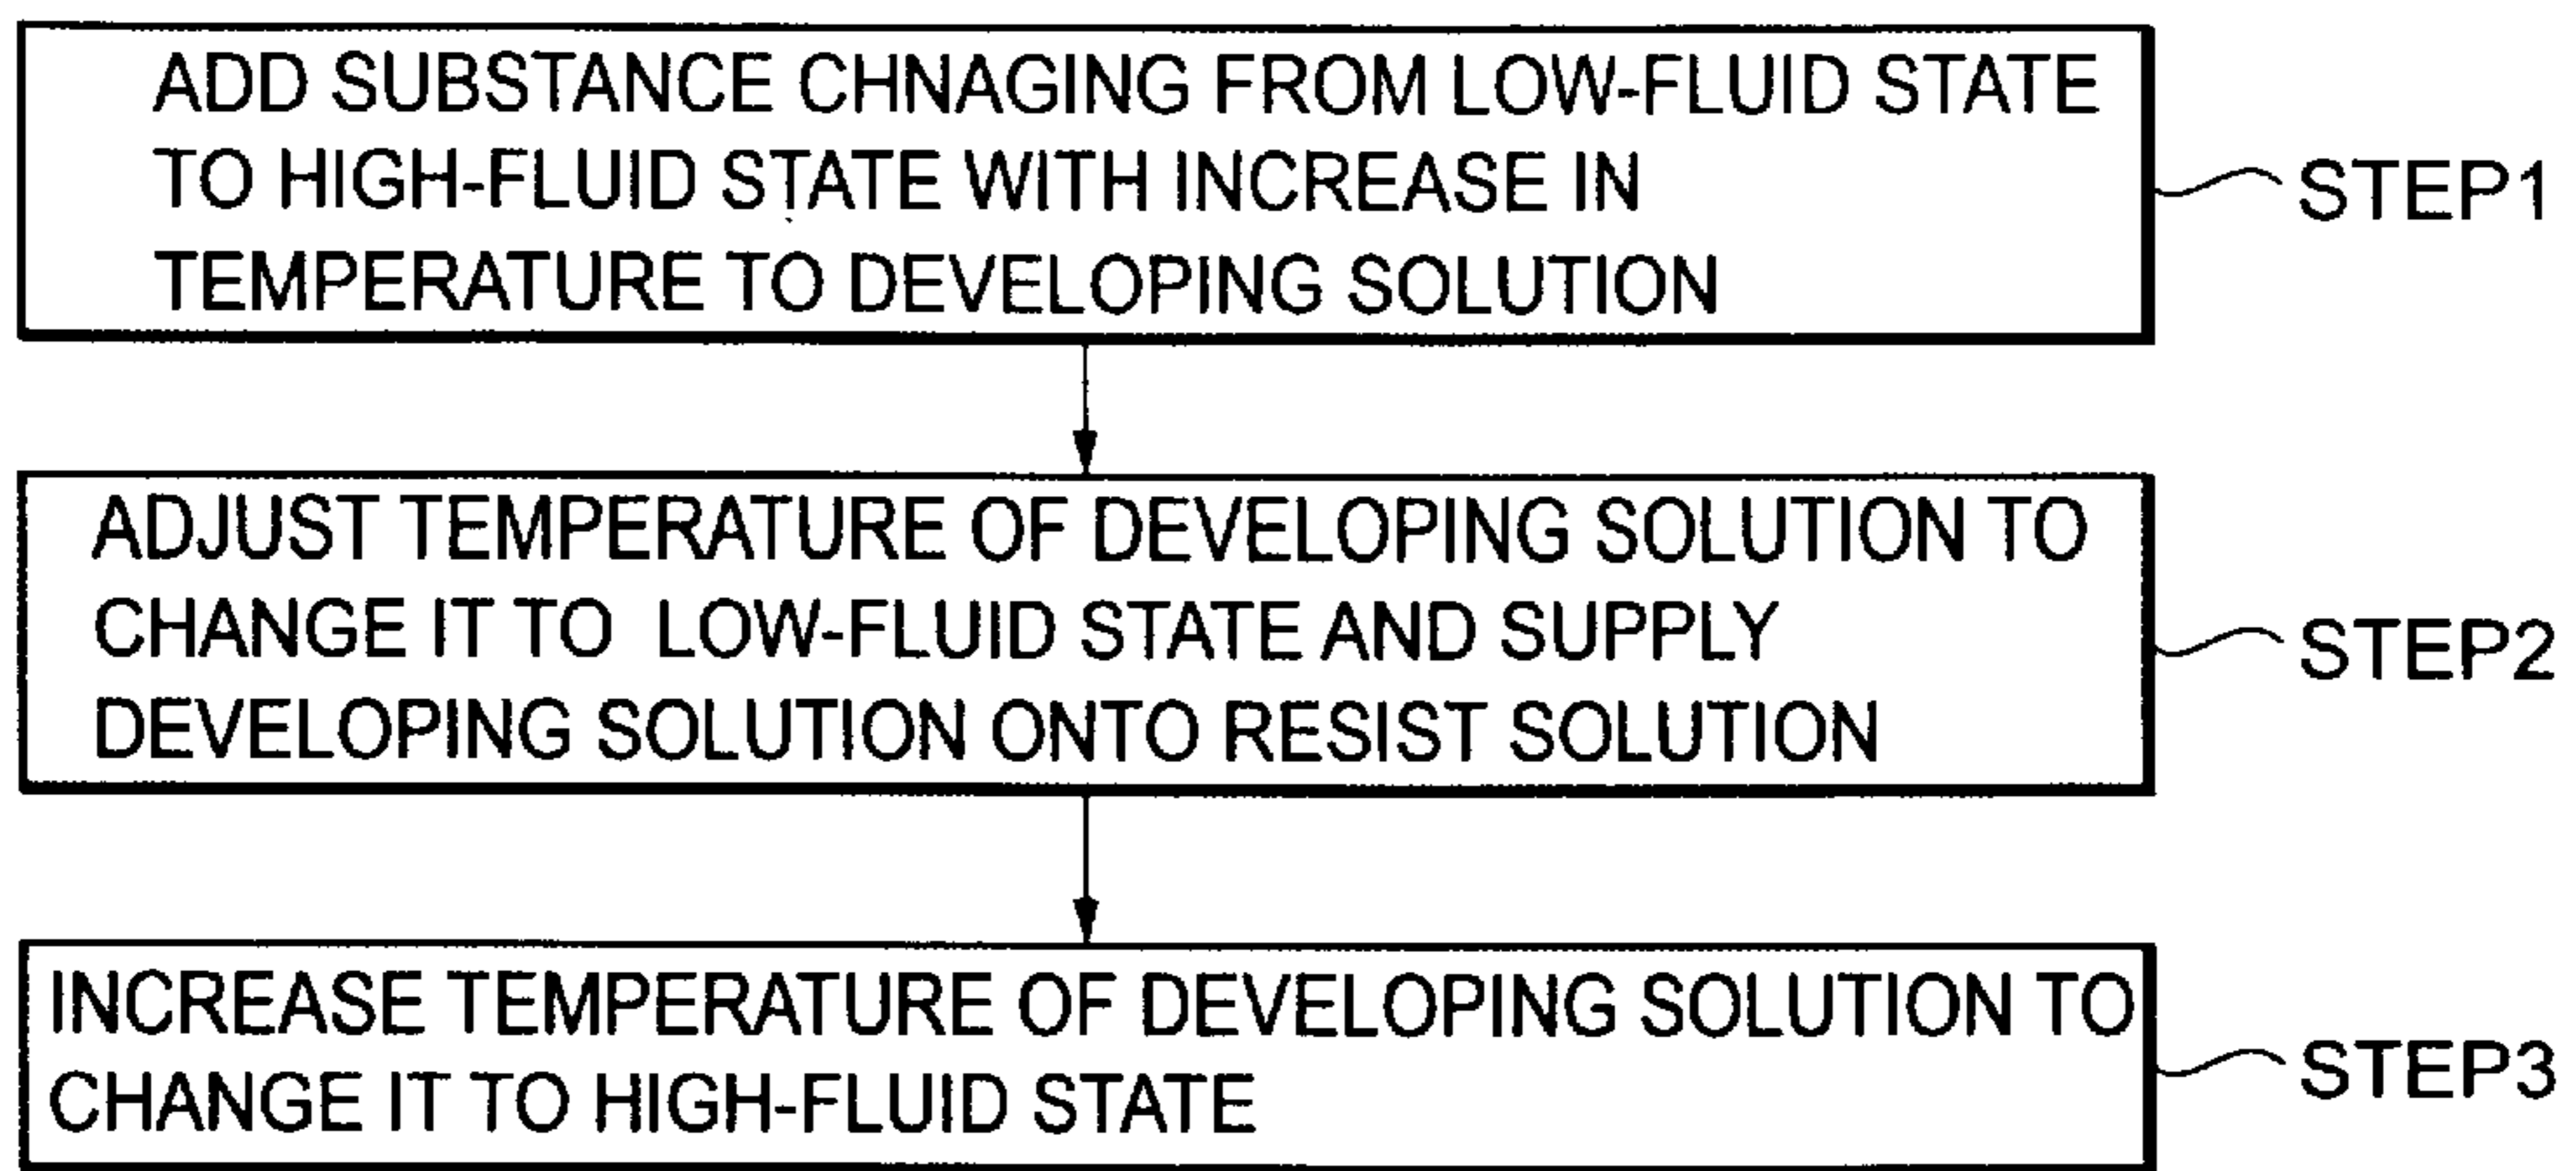 ADD SUBSTANCE CHNAGING FROM LOW-FLUID STATE
TO HIGH-FLUID STATE WITH INCREASE IN
TEMPERATURE TO DEVELOPING SOLUTION
STEP1
ADJUST TEMPERATURE OF DEVELOPING SOLUTION TO
CHANGE IT TO LOW-FLUID STATE AND SUPPLY
DEVELOPING SOLUTION ONTO RESIST SOLUTION
STEP2
INCREASE TEMPERATURE OF DEVELOPING SOLUTION TO
CHANGE IT TO HIGH-FLUID STATE
STEP3